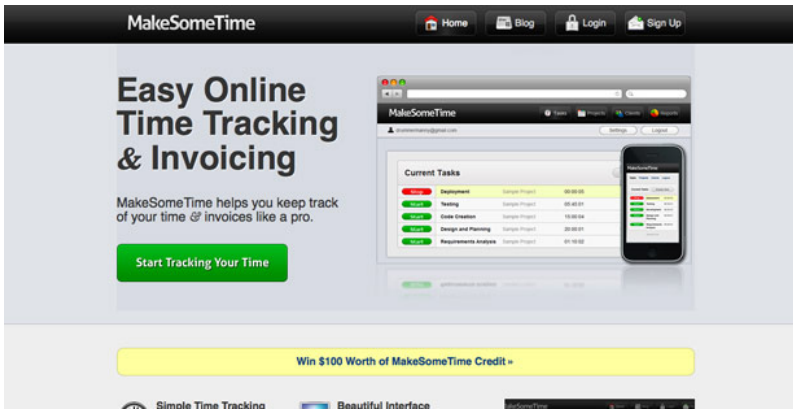 MakeSomeTime
Home
Blog
Login
Sign Up
Easy Online
Time Tracking
& Invoicing
MakeSomeTime helps you keep track
of your time & invoices like a pro.
Start Tracking Your Time
MakeSomeTime
Tasks
Projects
Clients
Reports
Settings
Logout
Current Tasks
Stop Deployment Sample Project 00:00:05
Start Testing Sample Project 05:45:01
Start Code Creation Sample Project 15:00:04
Start Design and Planning Sample Project 20:00:01
Start Requirements Analysis Sample Project 01:10:02
MakeSomeTime
Current Tasks
Win $100 Worth of MakeSomeTime Credit »
Simple Time Tracking
Beautiful Interface
MakeSomeTime